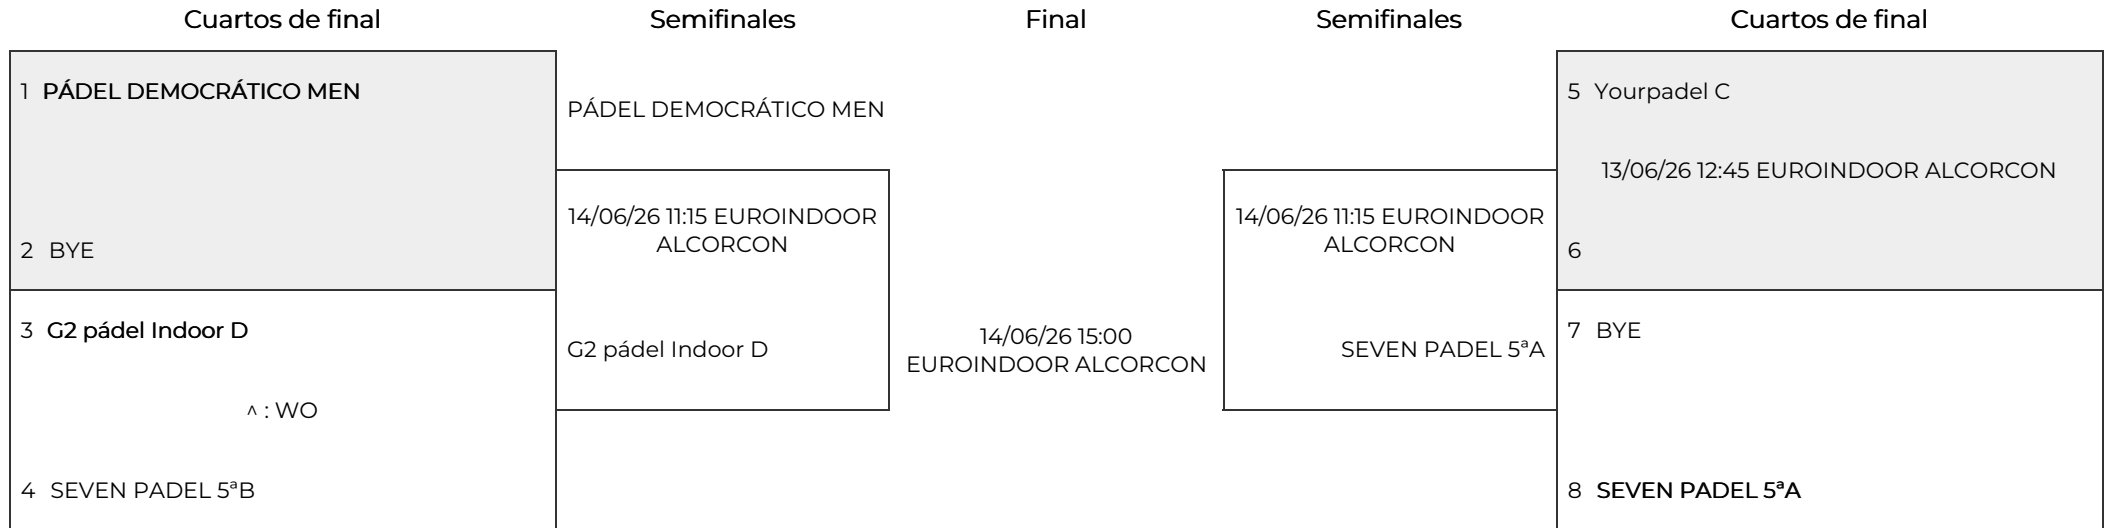 Cuartos de final
Semifinales
Final
Semifinales
Cuartos de final
1 PÁDEL DEMOCRÁTICO MEN
2 BYE
3 G2 pádel Indoor D
^ : WO
4 SEVEN PADEL 5ªB
PÁDEL DEMOCRÁTICO MEN
14/06/26 11:15 EUROINDOOR
ALCORCON
G2 pádel Indoor D
14/06/26 15:00
EUROINDOOR ALCORCON
14/06/26 11:15 EUROINDOOR
ALCORCON
SEVEN PADEL 5ªA
5 Yourpadel C
13/06/26 12:45 EUROINDOOR ALCORCON
6
7 BYE
8 SEVEN PADEL 5ªA